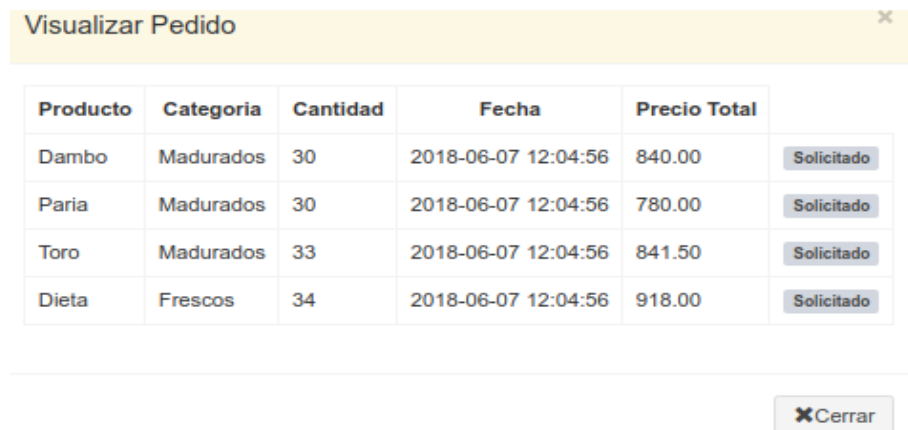 Visualizar Pedido ×
Producto Categoria Cantidad Fecha Precio Total
Dambo Madurados 30 2018-06-07 12:04:56 840.00 Solicitado
Paria Madurados 30 2018-06-07 12:04:56 780.00 Solicitado
Toro Madurados 33 2018-06-07 12:04:56 841.50 Solicitado
Dieta Frescos 34 2018-06-07 12:04:56 918.00 Solicitado
✖Cerrar